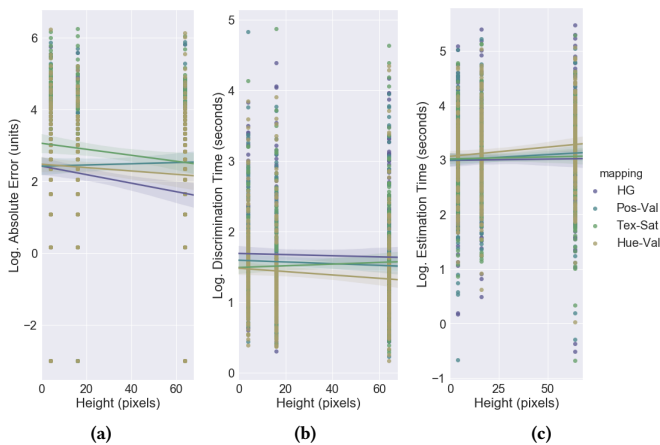 6
4
2
0
−2
0
20
40
60
Log. Absolute Error (units)
Height (pixels)
(a)
5
4
3
2
1
0
0
20
40
60
Log. Discrimination Time (seconds)
Height (pixels)
(b)
6
5
4
3
2
1
0
−1
0
50
Log. Estimation Time (seconds)
Height (pixels)
(c)
mapping
HG
Pos-Val
Tex-Sat
Hue-Val